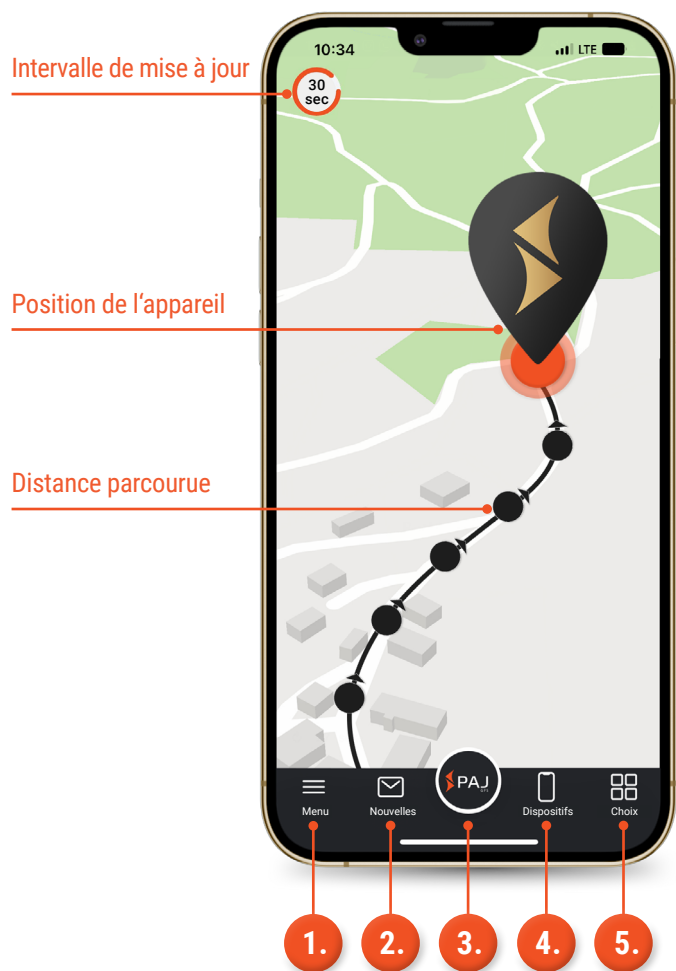 10:34
LTE
Intervalle de mise à jour
30
sec
Position de l‘appareil
Distance parcourue
PAJ
GPS
Menu
Nouvelles
Dispositifs
Choix
1.
2.
3.
4.
5.